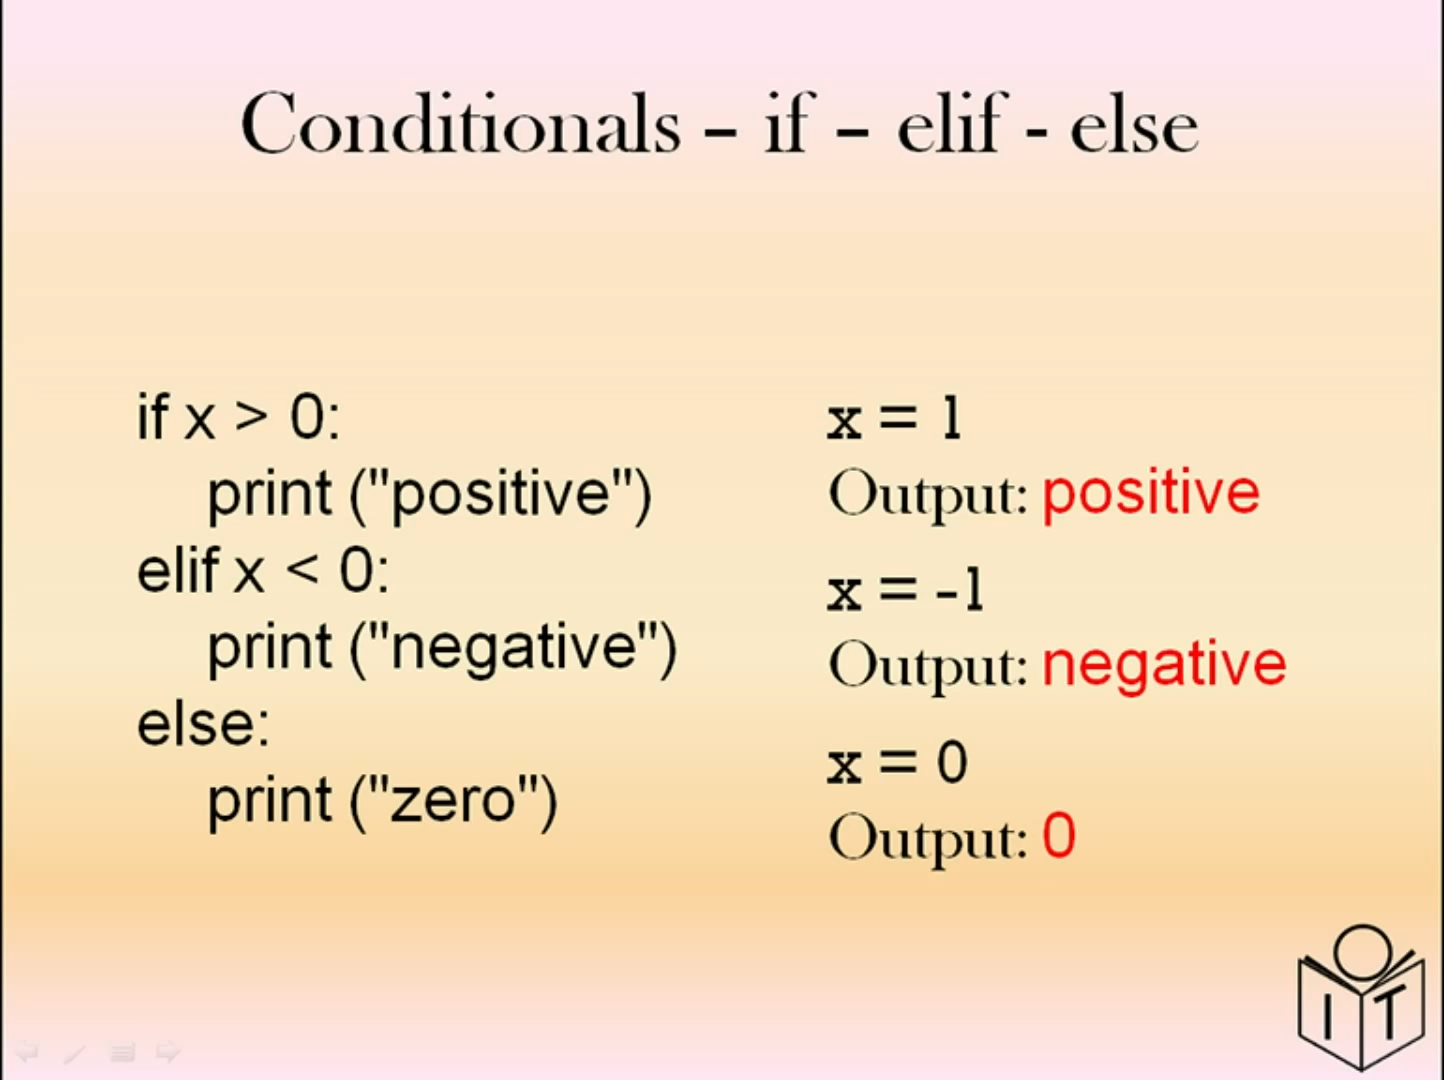 Conditionals – if – elif - else
if x > 0:
print ("positive")
elif x < 0:
print ("negative")
else:
print ("zero")
x = 1
Output: positive
x = -1
Output: negative
x = 0
Output: 0
I T